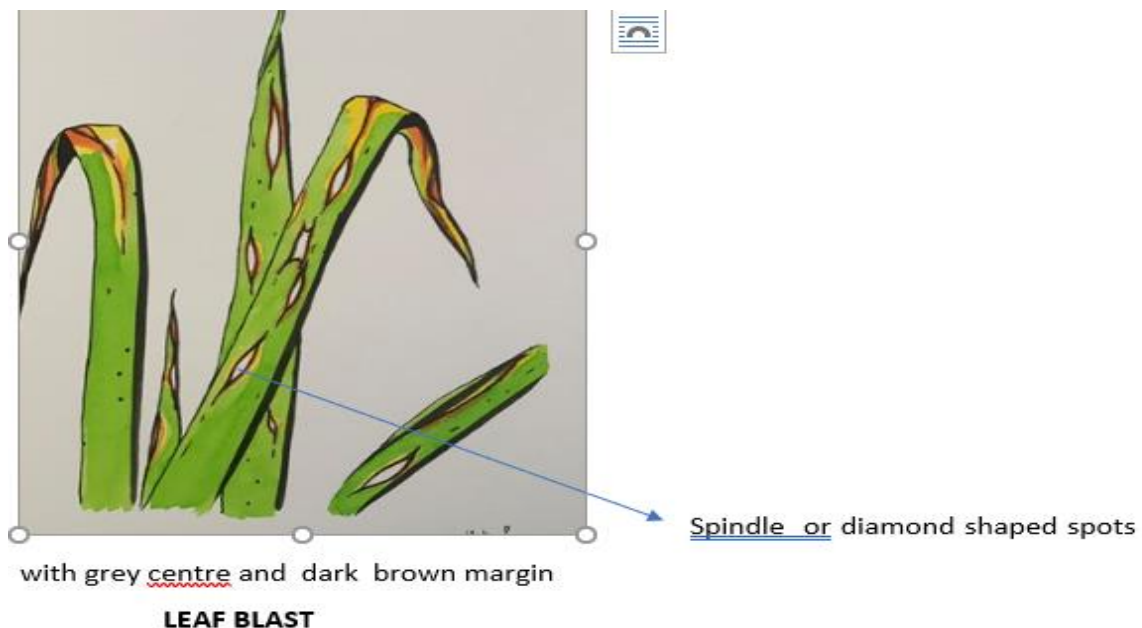 Spindle or diamond shaped spots
with grey centre and dark brown margin
LEAF BLAST